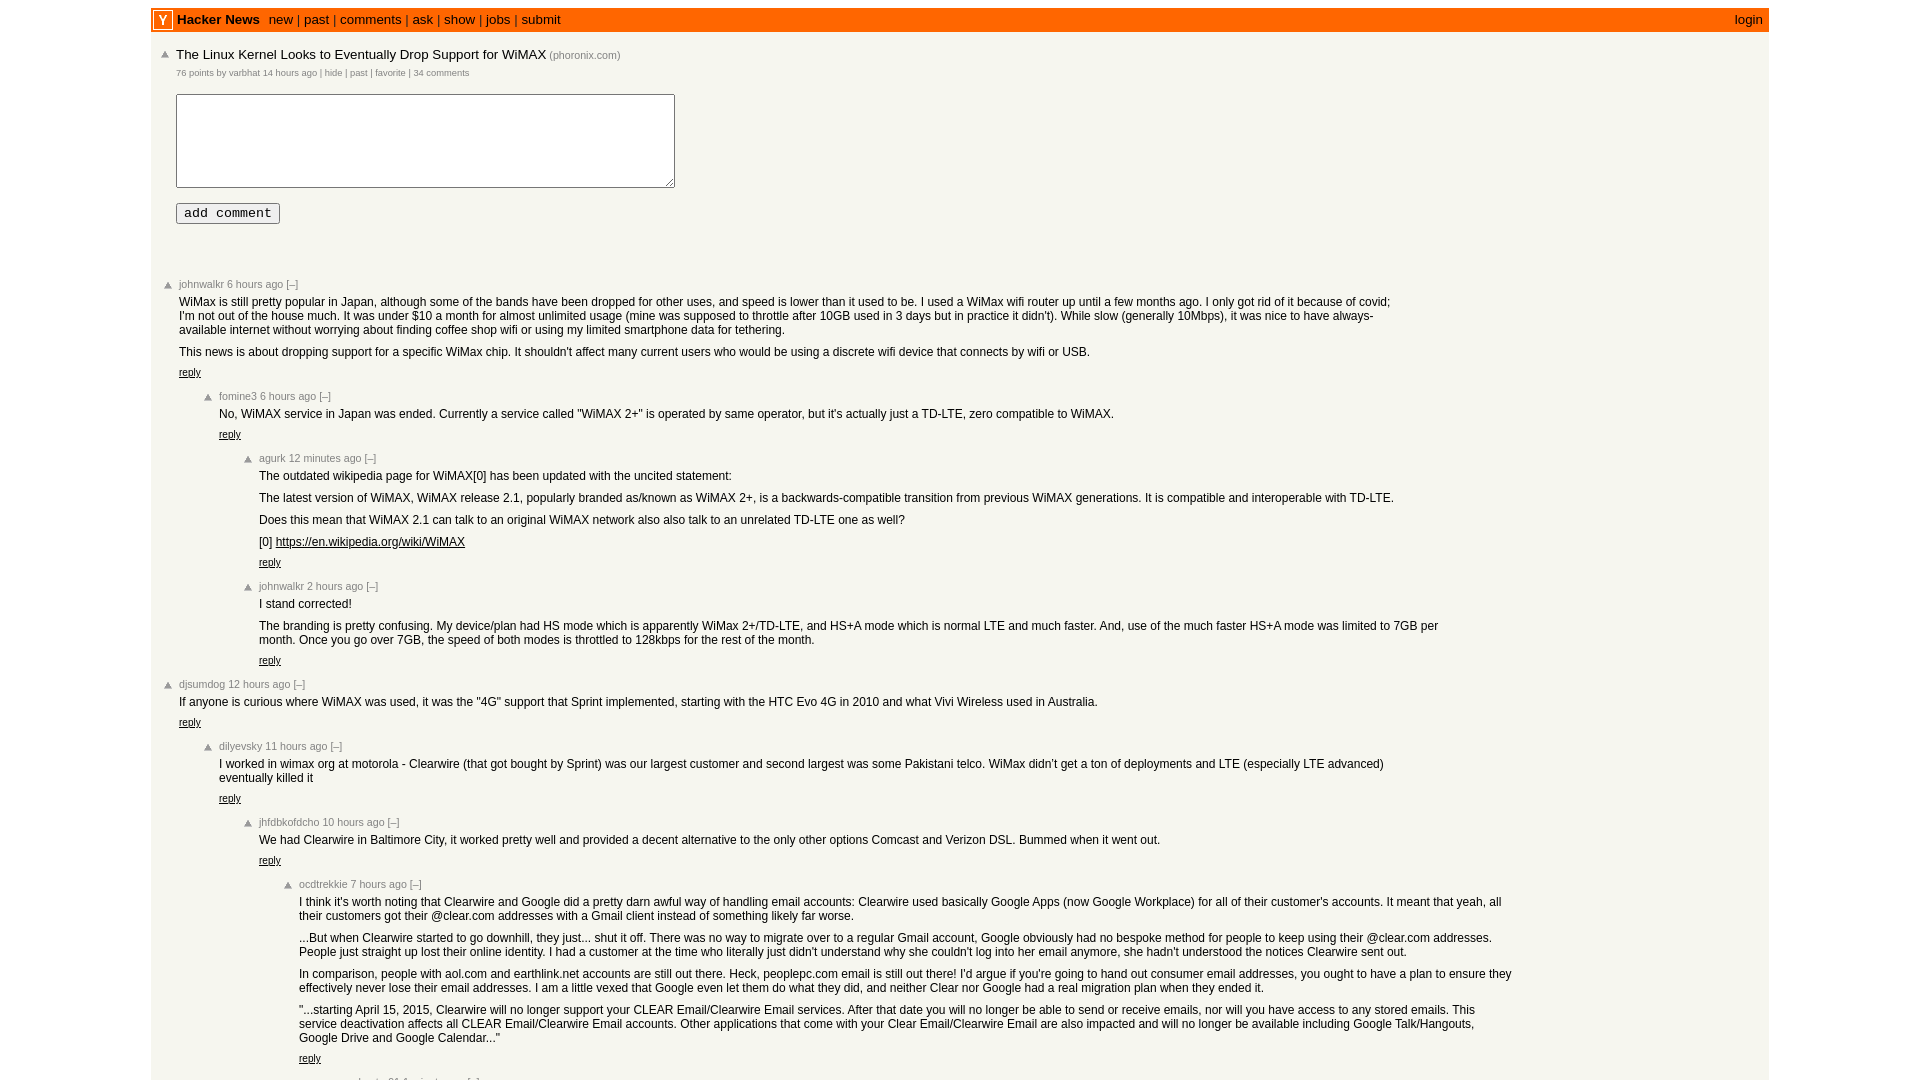 Y Hacker News new | past | comments | ask | show | jobs | submit login
The Linux Kernel Looks to Eventually Drop Support for WiMAX (phoronix.com)
76 points by varbhat 14 hours ago | hide | past | favorite | 34 comments
add comment
johnwalkr 6 hours ago [–]
WiMax is still pretty popular in Japan, although some of the bands have been dropped for other uses, and speed is lower than it used to be. I used a WiMax wifi router up until a few months ago. I only got rid of it because of covid;
I'm not out of the house much. It was under $10 a month for almost unlimited usage (mine was supposed to throttle after 10GB used in 3 days but in practice it didn't). While slow (generally 10Mbps), it was nice to have always-
available internet without worrying about finding coffee shop wifi or using my limited smartphone data for tethering.
This news is about dropping support for a specific WiMax chip. It shouldn't affect many current users who would be using a discrete wifi device that connects by wifi or USB.
reply
fomine3 6 hours ago [–]
No, WiMAX service in Japan was ended. Currently a service called "WiMAX 2+" is operated by same operator, but it's actually just a TD-LTE, zero compatible to WiMAX.
reply
agurk 12 minutes ago [–]
The outdated wikipedia page for WiMAX[0] has been updated with the uncited statement:
The latest version of WiMAX, WiMAX release 2.1, popularly branded as/known as WiMAX 2+, is a backwards-compatible transition from previous WiMAX generations. It is compatible and interoperable with TD-LTE.
Does this mean that WiMAX 2.1 can talk to an original WiMAX network also also talk to an unrelated TD-LTE one as well?
[0] https://en.wikipedia.org/wiki/WiMAX
reply
johnwalkr 2 hours ago [–]
I stand corrected!
The branding is pretty confusing. My device/plan had HS mode which is apparently WiMax 2+/TD-LTE, and HS+A mode which is normal LTE and much faster. And, use of the much faster HS+A mode was limited to 7GB per
month. Once you go over 7GB, the speed of both modes is throttled to 128kbps for the rest of the month.
reply
djsumdog 12 hours ago [–]
If anyone is curious where WiMAX was used, it was the "4G" support that Sprint implemented, starting with the HTC Evo 4G in 2010 and what Vivi Wireless used in Australia.
reply
dilyevsky 11 hours ago [–]
I worked in wimax org at motorola - Clearwire (that got bought by Sprint) was our largest customer and second largest was some Pakistani telco. WiMax didn’t get a ton of deployments and LTE (especially LTE advanced)
eventually killed it
reply
jhfdbkofdcho 10 hours ago [–]
We had Clearwire in Baltimore City, it worked pretty well and provided a decent alternative to the only other options Comcast and Verizon DSL. Bummed when it went out.
reply
ocdtrekkie 7 hours ago [–]
I think it's worth noting that Clearwire and Google did a pretty darn awful way of handling email accounts: Clearwire used basically Google Apps (now Google Workplace) for all of their customer's accounts. It meant that yeah, all
their customers got their @clear.com addresses with a Gmail client instead of something likely far worse.
...But when Clearwire started to go downhill, they just... shut it off. There was no way to migrate over to a regular Gmail account, Google obviously had no bespoke method for people to keep using their @clear.com addresses.
People just straight up lost their online identity. I had a customer at the time who literally just didn't understand why she couldn't log into her email anymore, she hadn't understood the notices Clearwire sent out.
In comparison, people with aol.com and earthlink.net accounts are still out there. Heck, peoplepc.com email is still out there! I'd argue if you're going to hand out consumer email addresses, you ought to have a plan to ensure they
effectively never lose their email addresses. I am a little vexed that Google even let them do what they did, and neither Clear nor Google had a real migration plan when they ended it.
"...starting April 15, 2015, Clearwire will no longer support your CLEAR Email/Clearwire Email services. After that date you will no longer be able to send or receive emails, nor will you have access to any stored emails. This
service deactivation affects all CLEAR Email/Clearwire Email accounts. Other applications that come with your Clear Email/Clearwire Email are also impacted and will no longer be available including Google Talk/Hangouts,
Google Drive and Google Calendar..."
reply